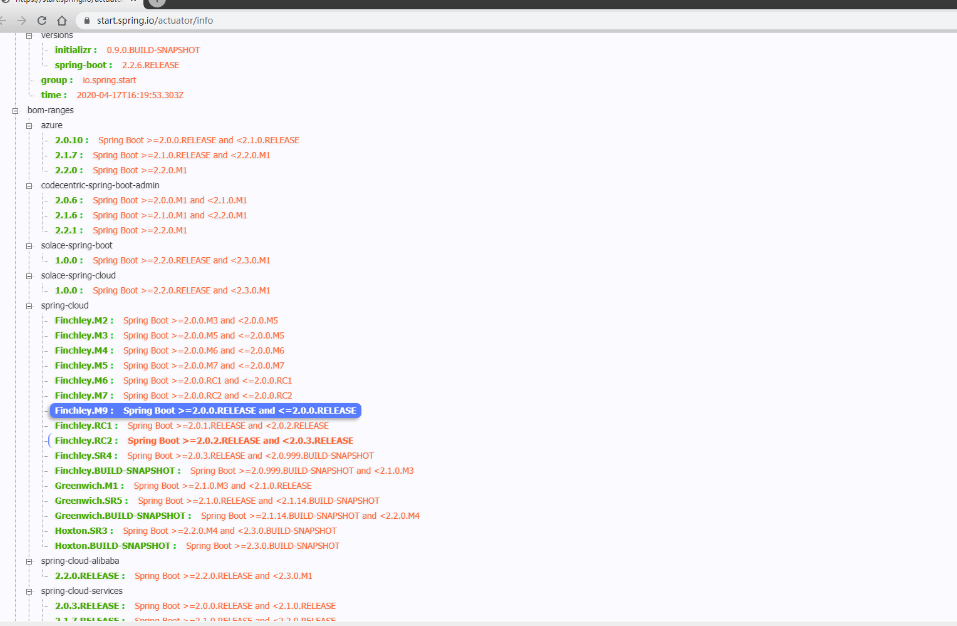 https://start.spring.io/actuat
start.spring.io/actuator/info
versions
initializr : 0.9.0.BUILD-SNAPSHOT
spring-boot : 2.2.6.RELEASE
group : io.spring.start
time : 2020-04-17T16:19:53.303Z
bom-ranges
azure
2.0.10 : Spring Boot >=2.0.0.RELEASE and <2.1.0.RELEASE
2.1.7 : Spring Boot >=2.1.0.RELEASE and <2.2.0.M1
2.2.0 : Spring Boot >=2.2.0.M1
codecentric-spring-boot-admin
2.0.6 : Spring Boot >=2.0.0.M1 and <2.1.0.M1
2.1.6 : Spring Boot >=2.1.0.M1 and <2.2.0.M1
2.2.1 : Spring Boot >=2.2.0.M1
solace-spring-boot
1.0.0 : Spring Boot >=2.2.0.RELEASE and <2.3.0.M1
solace-spring-cloud
1.0.0 : Spring Boot >=2.2.0.RELEASE and <2.3.0.M1
spring-cloud
Finchley.M2 : Spring Boot >=2.0.0.M3 and <2.0.0.M5
Finchley.M3 : Spring Boot >=2.0.0.M5 and <=2.0.0.M5
Finchley.M4 : Spring Boot >=2.0.0.M6 and <=2.0.0.M6
Finchley.M5 : Spring Boot >=2.0.0.M7 and <=2.0.0.M7
Finchley.M6 : Spring Boot >=2.0.0.RC1 and <=2.0.0.RC1
Finchley.M7 : Spring Boot >=2.0.0.RC2 and <=2.0.0.RC2
Finchley.M9 : Spring Boot >=2.0.0.RELEASE and <=2.0.0.RELEASE
Finchley.RC1 : Spring Boot >=2.0.1.RELEASE and <2.0.2.RELEASE
Finchley.RC2 : Spring Boot >=2.0.2.RELEASE and <2.0.3.RELEASE
Finchley.SR4 : Spring Boot >=2.0.3.RELEASE and <2.0.999.BUILD-SNAPSHOT
Finchley.BUILD-SNAPSHOT : Spring Boot >=2.0.999.BUILD-SNAPSHOT and <2.1.0.M3
Greenwich.M1 : Spring Boot >=2.1.0.M3 and <2.1.0.RELEASE
Greenwich.SR5 : Spring Boot >=2.1.0.RELEASE and <2.1.14.BUILD-SNAPSHOT
Greenwich.BUILD-SNAPSHOT : Spring Boot >=2.1.14.BUILD-SNAPSHOT and <2.2.0.M4
Hoxton.SR3 : Spring Boot >=2.2.0.M4 and <2.3.0.BUILD-SNAPSHOT
Hoxton.BUILD-SNAPSHOT : Spring Boot >=2.3.0.BUILD-SNAPSHOT
spring-cloud-alibaba
2.2.0.RELEASE : Spring Boot >=2.2.0.RELEASE and <2.3.0.M1
spring-cloud-services
2.0.3.RELEASE : Spring Boot >=2.0.0.RELEASE and <2.1.0.RELEASE
2.1.7.RELEASE : Spring Boot >=2.1.0.RELEASE and <2.2.0.RELEASE